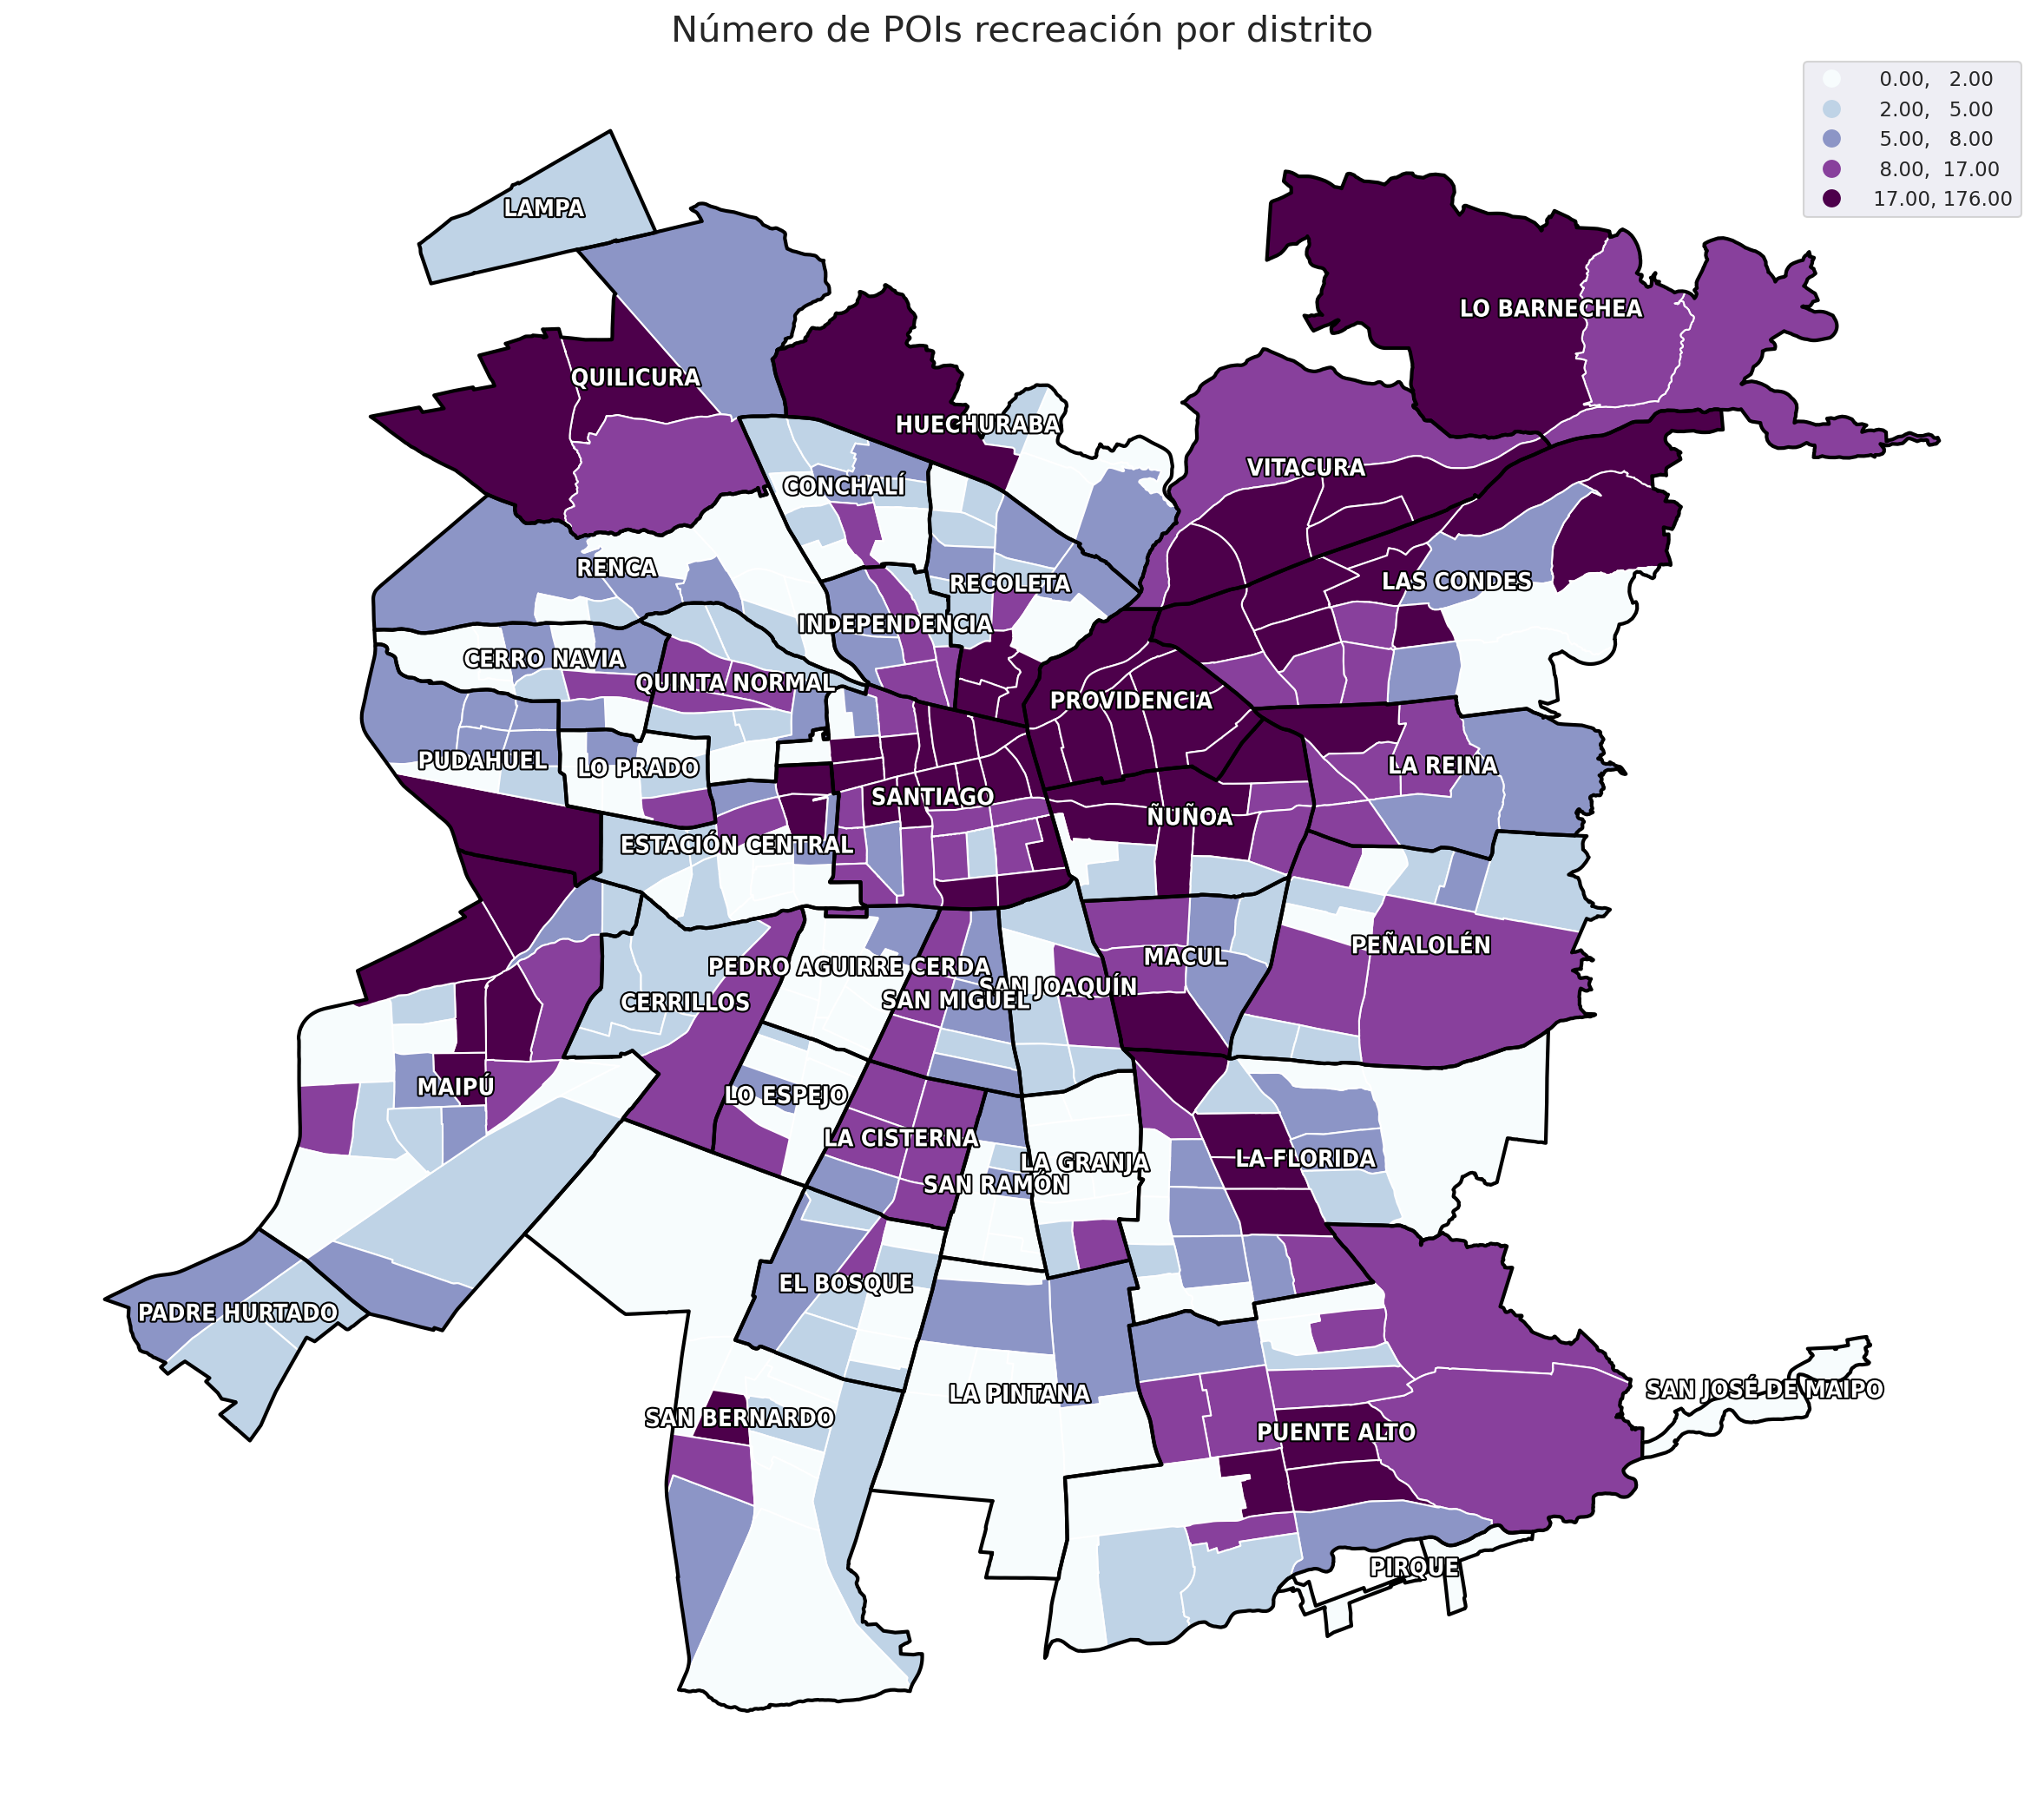 Número de POIs recreación por distrito
0.00, 2.00
2.00, 5.00
5.00, 8.00
8.00, 17.00
17.00, 176.00
LAMPA
LO BARNECHEA
QUILICURA
HUECHURABA
VITACURA
CONCHALÍ
RENCA
RECOLETA
LAS CONDES
INDEPENDENCIA
CERRO NAVIA
QUINTA NORMAL
PROVIDENCIA
PUDAHUEL
LO PRADO
LA REINA
SANTIAGO
ÑUÑOA
ESTACIÓN CENTRAL
PEÑALOLÉN
MACUL
PEDRO AGUIRRE CERDA
SAN JOAQUÍN
CERRILLOS
SAN MIGUEL
MAIPÚ
LO ESPEJO
LA CISTERNA
LA GRANJA
LA FLORIDA
SAN RAMÓN
EL BOSQUE
PADRE HURTADO
LA PINTANA
SAN JOSÉ DE MAIPO
SAN BERNARDO
PUENTE ALTO
PIRQUE